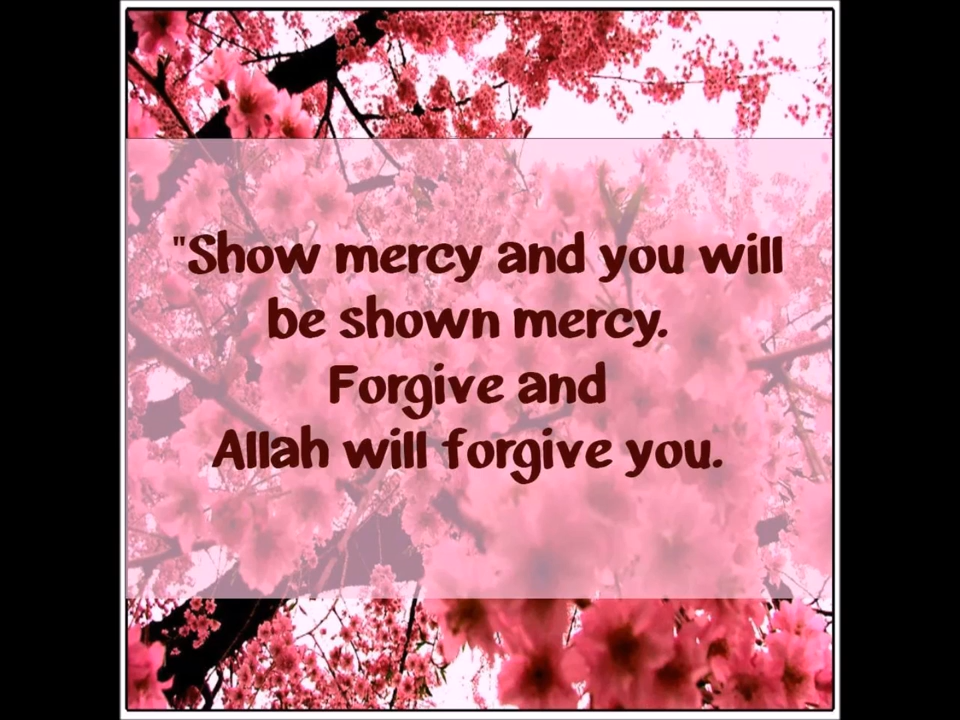 "Show mercy and you will
be shown mercy.
Forgive and
Allah will forgive you.